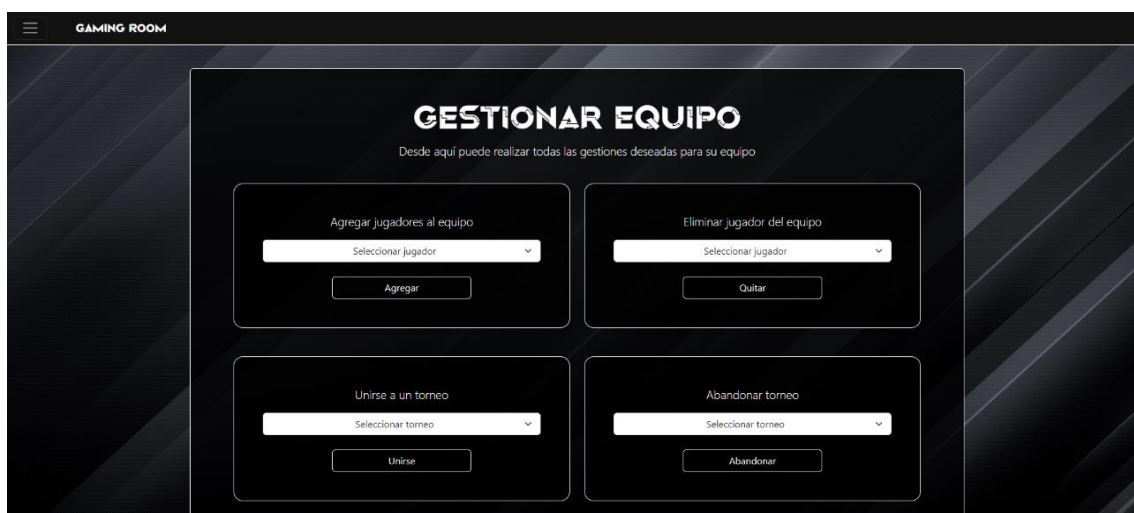 GAMING ROOM
GESTIONAR EQUIPO
Desde aquí puede realizar todas las gestiones deseadas para su equipo
Agregar jugadores al equipo
Seleccionar jugador
Agregar
Eliminar jugador del equipo
Seleccionar jugador
Quitar
Unirse a un torneo
Seleccionar torneo
Unirse
Abandonar torneo
Seleccionar torneo
Abandonar